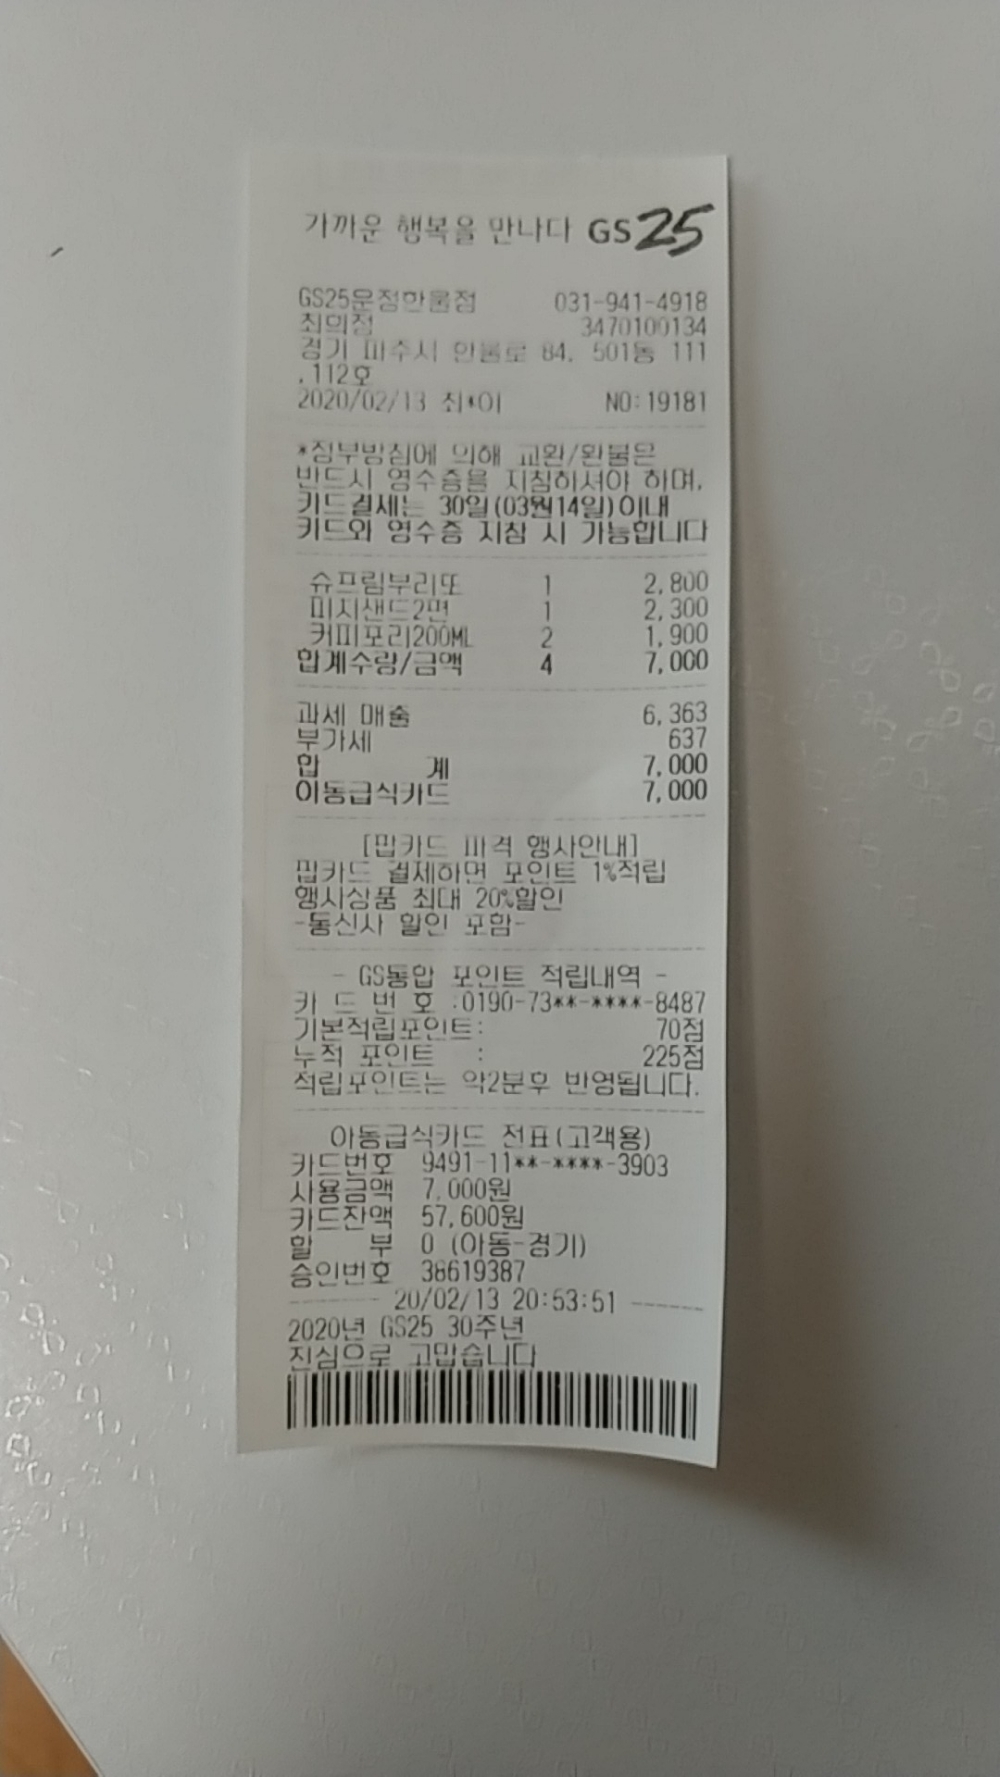 가까운 행복을 만나다 GS25
GS25운정한울점 031-941-4918
최의정 3470100134
경기 파주시 한울로 84, 501동 111
,112호
2020/02/13 최*이 NO:19181
*정부방침에 의해 교환/환불은
반드시 영수증을 지참하셔야 하며,
카드결제는 30일(03월14일)이내
카드와 영수증 지참 시 가능합니다
슈프림부리또 1 2,800
피치샌드2편 1 2,300
커피포리200ML 2 1,900
합계수량/금액 4 7,000
과세 매출 6,363
부가세 637
합 계 7,000
아동급식카드 7,000
[팝카드 파격 행사안내]
팝카드 결제하면 포인트 1%적립
행사상품 최대 20%할인
-통신사 할인 포함-
- GS통합 포인트 적립내역 -
카 드 번 호 :0190-73**-****-8487
기본적립포인트: 70점
누적 포인트 : 225점
적립포인트는 약2분후 반영됩니다.
아동급식카드 전표(고객용)
카드번호 9491-11**-****-3903
사용금액 7,000원
카드잔액 57,600원
할 부 0 (아동-경기)
승인번호 38619387
20/02/13 20:53:51
2020년 GS25 30주년
진심으로 고맙습니다